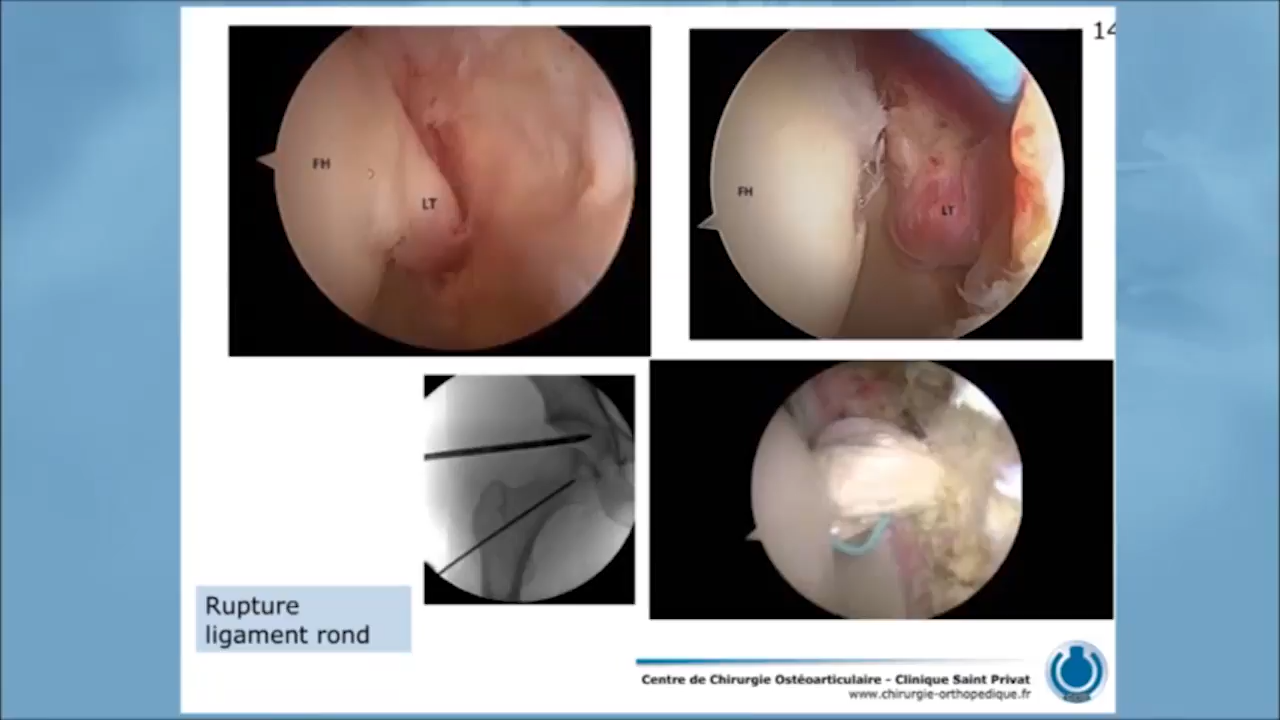 14
FH
LT
FH
LT
Rupture
ligament rond
Centre de Chirurgie Ostéoarticulaire - Clinique Saint Privat
www.chirurgie-orthopedique.fr